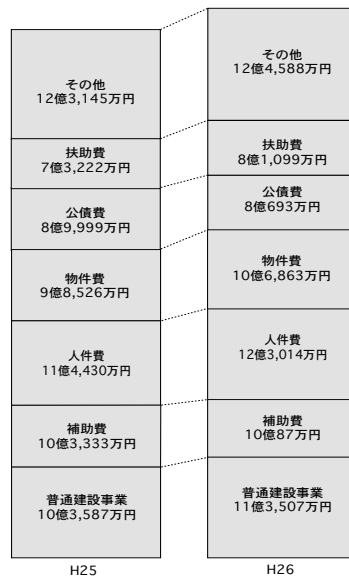 その他
12億3,145万円
扶助費
7億3,222万円
公債費
8億9,999万円
物件費
9億8,526万円
人件費
11億4,430万円
補助費
10億3,333万円
普通建設事業
10億3,587万円
H25
その他
12億4,588万円
扶助費
8億1,099万円
公債費
8億693万円
物件費
10億6,863万円
人件費
12億3,014万円
補助費
10億87万円
普通建設事業
11億3,507万円
H26